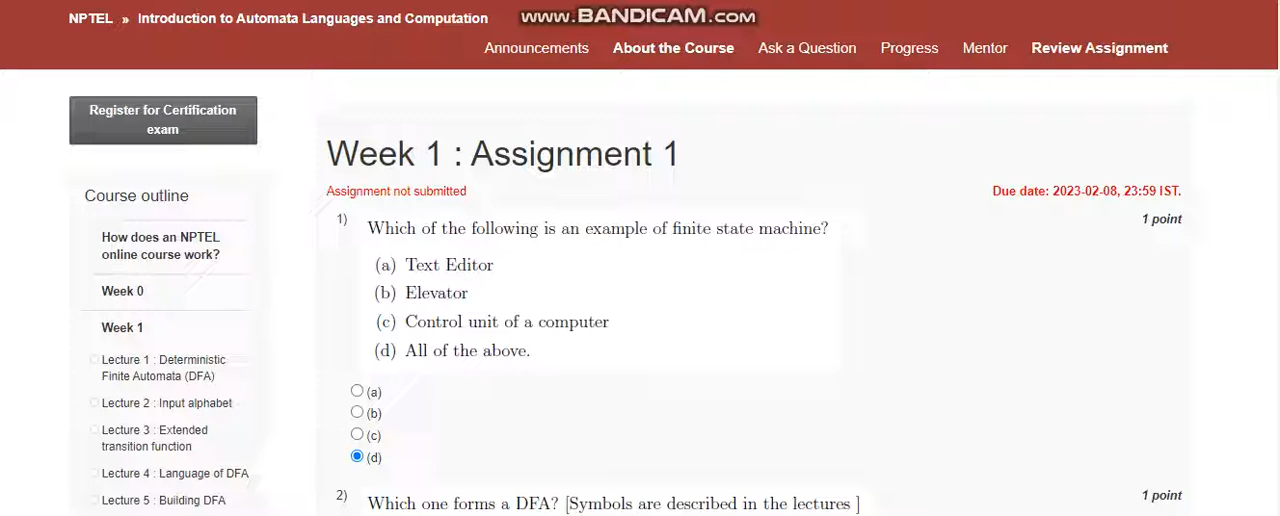 NPTEL » Introduction to Automata Languages and Computation
www.BANDICAM.com
Announcements About the Course Ask a Question Progress Mentor Review Assignment
Register for Certification
exam
Course outline
How does an NPTEL
online course work?
Week 0
Week 1
Lecture 1 : Deterministic
Finite Automata (DFA)
Lecture 2 : Input alphabet
Lecture 3 : Extended
transition function
Lecture 4 : Language of DFA
Lecture 5 : Building DFA
Week 1 : Assignment 1
Assignment not submitted
Due date: 2023-02-08, 23:59 IST.
1) Which of the following is an example of finite state machine?
1 point
(a) Text Editor
(b) Elevator
(c) Control unit of a computer
(d) All of the above.
(a)
(b)
(c)
(d)
2) Which one forms a DFA? [Symbols are described in the lectures ]
1 point